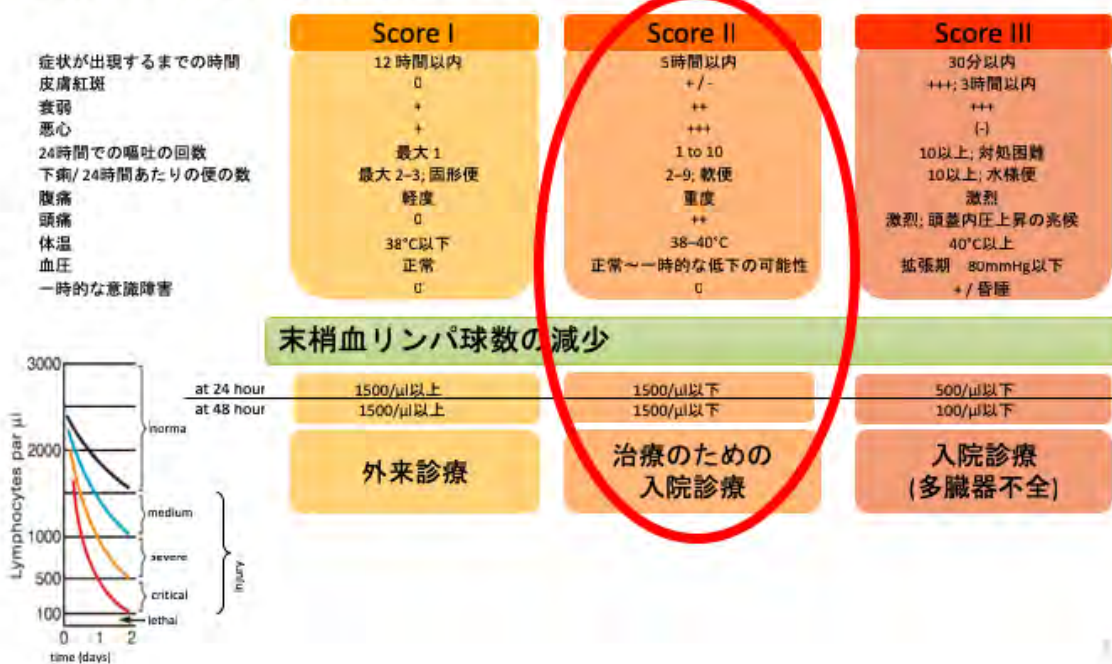 Score I Score II Score III
症状が出現するまでの時間 12 時間以内 5時間以内 30分以内
皮膚紅斑 0 + / - +++; 3時間以内
衰弱 + ++ +++
悪心 + +++ (-)
24時間での嘔吐の回数 最大 1 1 to 10 10以上; 対処困難
下痢/ 24時間あたりの便の数 最大 2–3; 固形便 2–9; 軟便 10以上; 水様便
腹痛 軽度 重度 激烈
頭痛 0 ++ 激烈; 頭蓋内圧上昇の兆候
体温 38°C以下 38–40°C 40°C以上
血圧 正常 正常～一時的な低下の可能性 拡張期 80mmHg以下
一時的な意識障害 0 0 + / 昏睡
末梢血リンパ球数の減少
at 24 hour 1500/μl以上 1500/μl以下 500/μl以下
at 48 hour 1500/μl以上 1500/μl以下 100/μl以下
外来診療 治療のための 入院診療
入院診療 (多臓器不全)
Lymphocytes par μl
3000
2000
1000
500
100
0 1 2
time (days)
norma
medium
severe
critical
lethal
injury